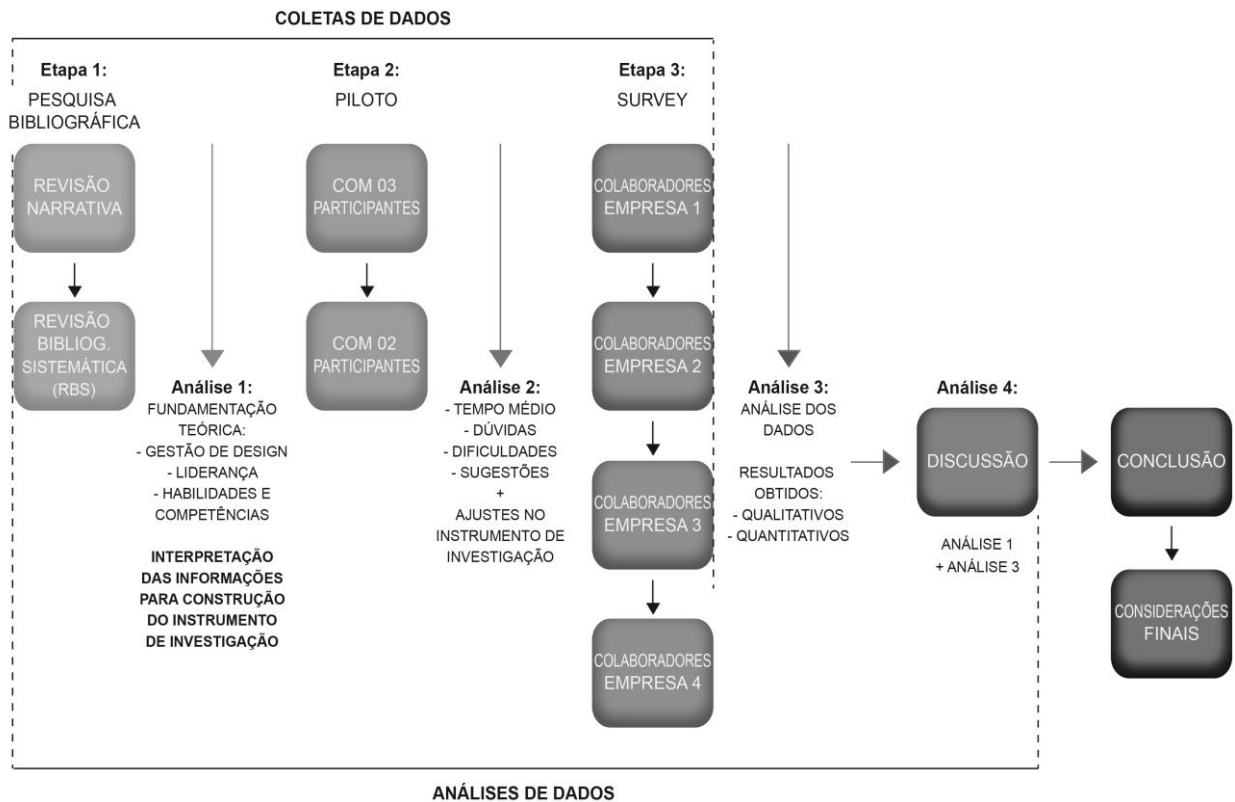 COLETAS DE DADOS
Etapa 1:
PESQUISA
BIBLIOGRÁFICA
REVISÃO
NARRATIVA
REVISÃO
BIBLIOG.
SISTEMÁTICA
(RBS)
Análise 1:
FUNDAMENTAÇÃO
TEÓRICA:
- GESTÃO DE DESIGN
- LIDERANÇA
- HABILIDADES E
COMPETÊNCIAS
INTERPRETAÇÃO
DAS INFORMAÇÕES
PARA CONSTRUÇÃO
DO INSTRUMENTO
DE INVESTIGAÇÃO
Etapa 2:
PILOTO
COM 03
PARTICIPANTES
COM 02
PARTICIPANTES
Análise 2:
- TEMPO MÉDIO
- DÚVIDAS
- DIFICULDADES
- SUGESTÕES
+
AJUSTES NO
INSTRUMENTO DE
INVESTIGAÇÃO
Etapa 3:
SURVEY
COLABORADORES
EMPRESA 1
COLABORADORES
EMPRESA 2
COLABORADORES
EMPRESA 3
COLABORADORES
EMPRESA 4
Análise 3:
ANÁLISE DOS
DADOS
RESULTADOS
OBTIDOS:
- QUALITATIVOS
- QUANTITATIVOS
Análise 4:
DISCUSSÃO
ANÁLISE 1
+ ANÁLISE 3
CONCLUSÃO
CONSIDERAÇÕES
FINAIS
ANÁLISES DE DADOS